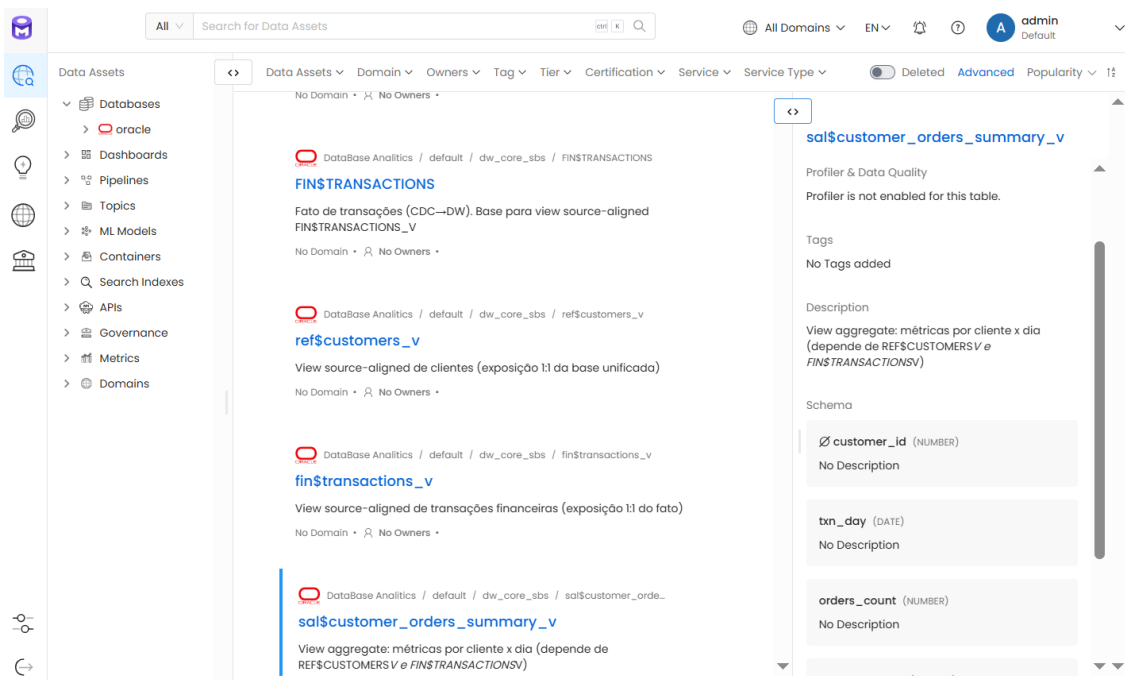 All
Search for Data Assets
ctrl K
All Domains
EN
A
admin
Default
Data Assets
Data Assets
Domain
Owners
Tag
Tier
Certification
Service
Service Type
Deleted
Advanced
Popularity
Databases
oracle
Dashboards
Pipelines
Topics
ML Models
Containers
Search Indexes
APIs
Governance
Metrics
Domains
No Domain • No Owners •
ORACLE
DataBase Analitics / default / dw_core_sbs / FIN$TRANSACTIONS
FIN$TRANSACTIONS
Fato de transações (CDC→DW). Base para view source-aligned
FIN$TRANSACTIONS_V
No Domain • No Owners •
ORACLE
DataBase Analitics / default / dw_core_sbs / ref$customers_v
ref$customers_v
View source-aligned de clientes (exposição 1:1 da base unificada)
No Domain • No Owners •
ORACLE
DataBase Analitics / default / dw_core_sbs / fin$transactions_v
fin$transactions_v
View source-aligned de transações financeiras (exposição 1:1 do fato)
No Domain • No Owners •
ORACLE
DataBase Analitics / default / dw_core_sbs / sal$customer_orde...
sal$customer_orders_summary_v
View aggregate: métricas por cliente x dia (depende de
REF$CUSTOMERSV e FIN$TRANSACTIONSV)
sal$customer_orders_summary_v
Profiler & Data Quality
Profiler is not enabled for this table.
Tags
No Tags added
Description
View aggregate: métricas por cliente x dia
(depende de REF$CUSTOMERSV e
FIN$TRANSACTIONSV)
Schema
customer_id (NUMBER)
No Description
txn_day (DATE)
No Description
orders_count (NUMBER)
No Description